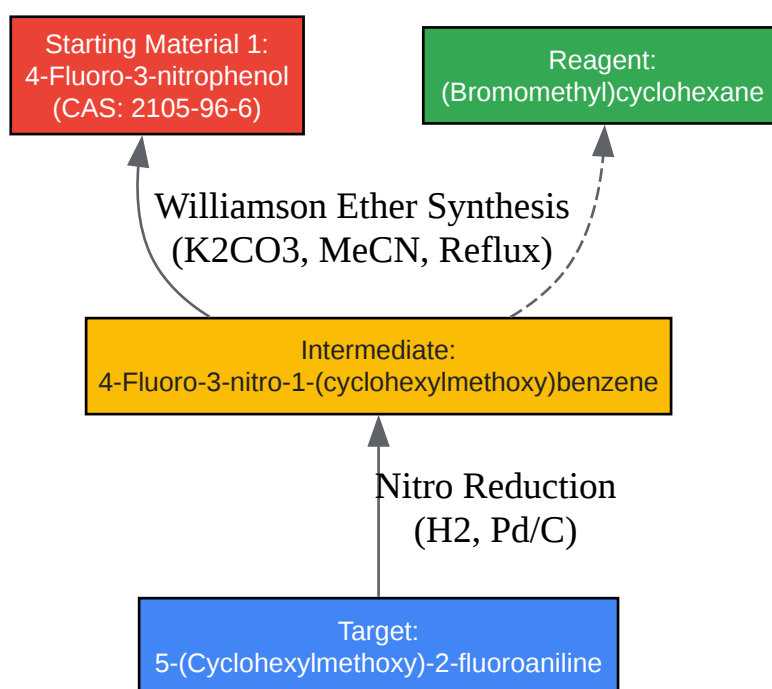 Starting Material 1:
4-Fluoro-3-nitrophenol
(CAS: 2105-96-6)
Reagent:
(Bromomethyl)cyclohexane
Williamson Ether Synthesis
(K2CO3, MeCN, Reflux)
Intermediate:
4-Fluoro-3-nitro-1-(cyclohexylmethoxy)benzene
Nitro Reduction
(H2, Pd/C)
Target:
5-(Cyclohexylmethoxy)-2-fluoroaniline